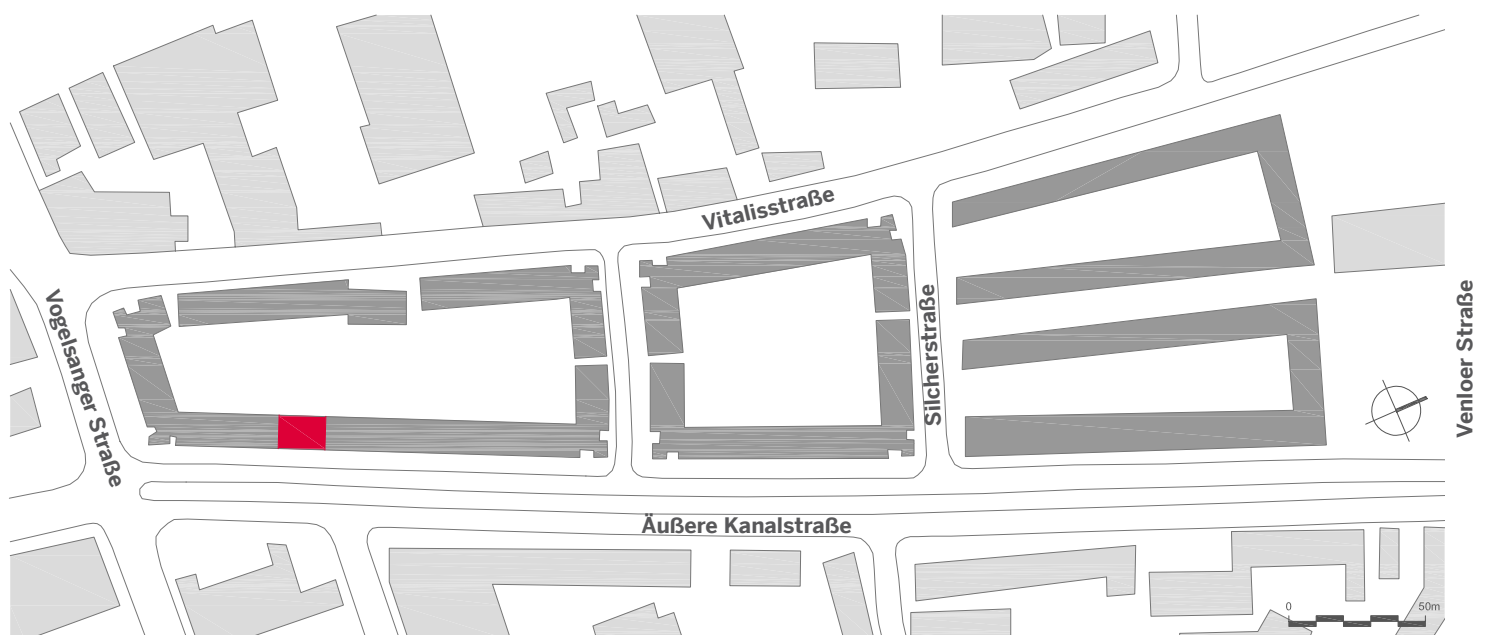 Vitalisstraße
Vogelsanger Straße
Silcherstraße
Venloer Straße
Äußere Kanalstraße
0 50m